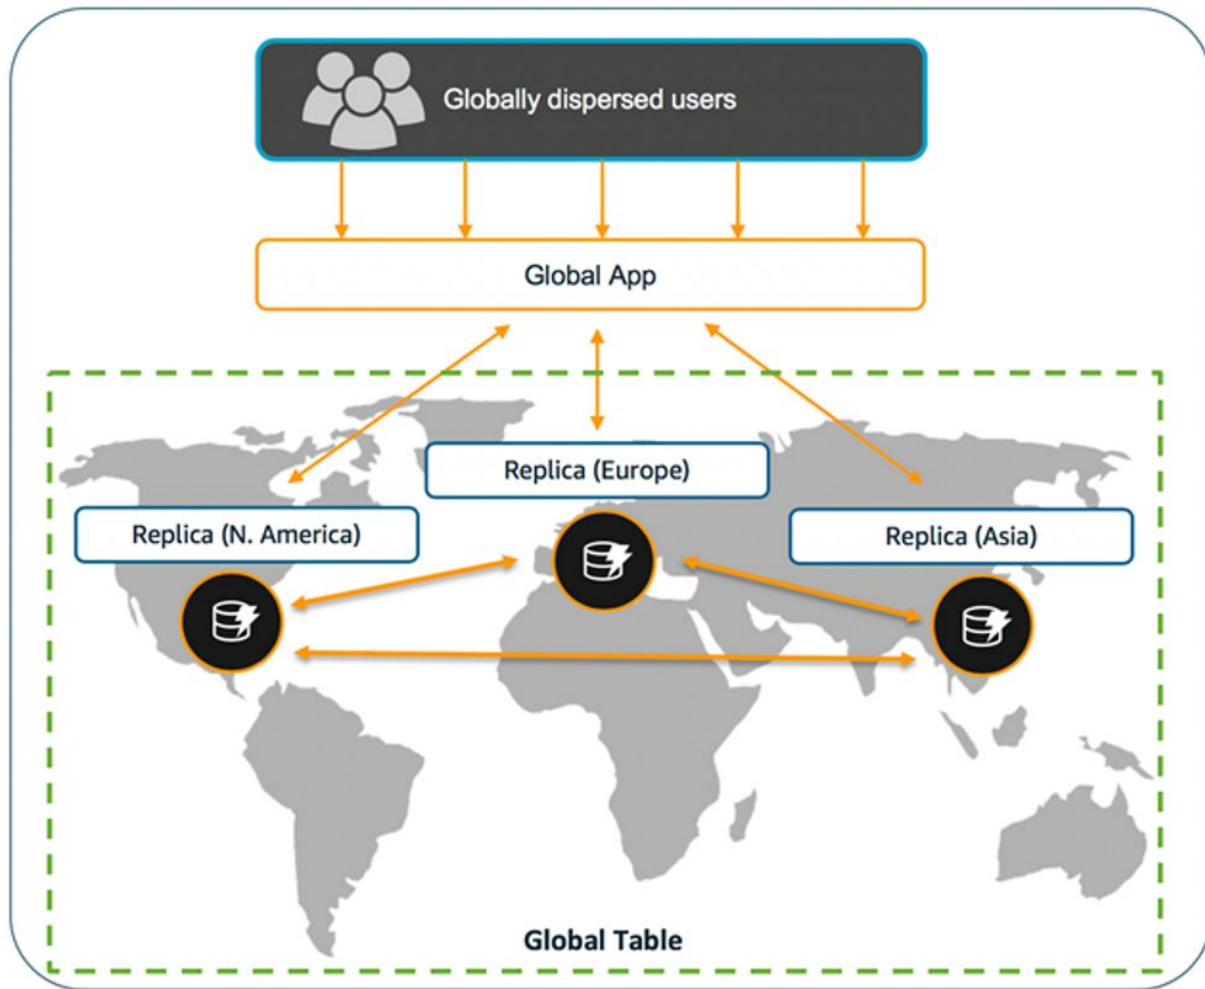 Globally dispersed users
Global App
Replica (Europe)
Replica (N. America)
Replica (Asia)
Global Table